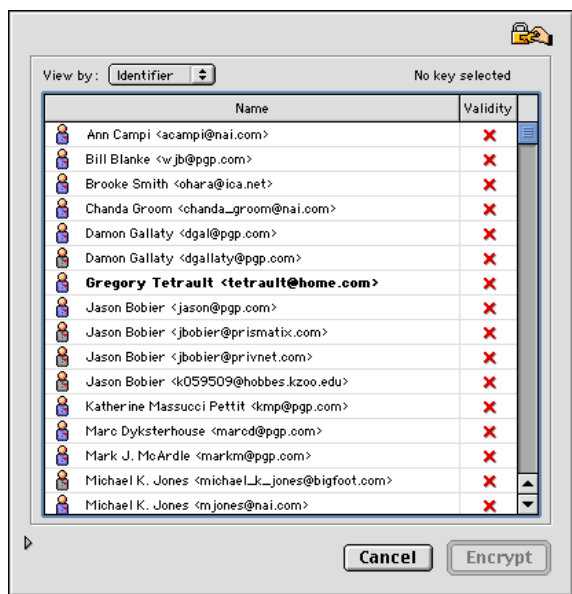 View by: Identifier No key selected
Name Validity
Ann Campi <acampi@nai.com>
Bill Blanke <wjb@pgp.com>
Brooke Smith <ohara@ica.net>
Chanda Groom <chanda_groom@nai.com>
Damon Gallaty <dgal@pgp.com>
Damon Gallaty <dgallaty@pgp.com>
Gregory Tetrault <tetrault@home.com>
Jason Bobier <jason@pgp.com>
Jason Bobier <jbobier@prismatix.com>
Jason Bobier <jbobier@privnet.com>
Jason Bobier <k059509@hobbes.kzoo.edu>
Katherine Massucci Pettit <kmp@pgp.com>
Marc Dyksterhouse <marcd@pgp.com>
Mark J. McArdle <markm@pgp.com>
Michael K. Jones <michael_k_jones@bigfoot.com>
Michael K. Jones <mjones@nai.com>
Cancel Encrypt